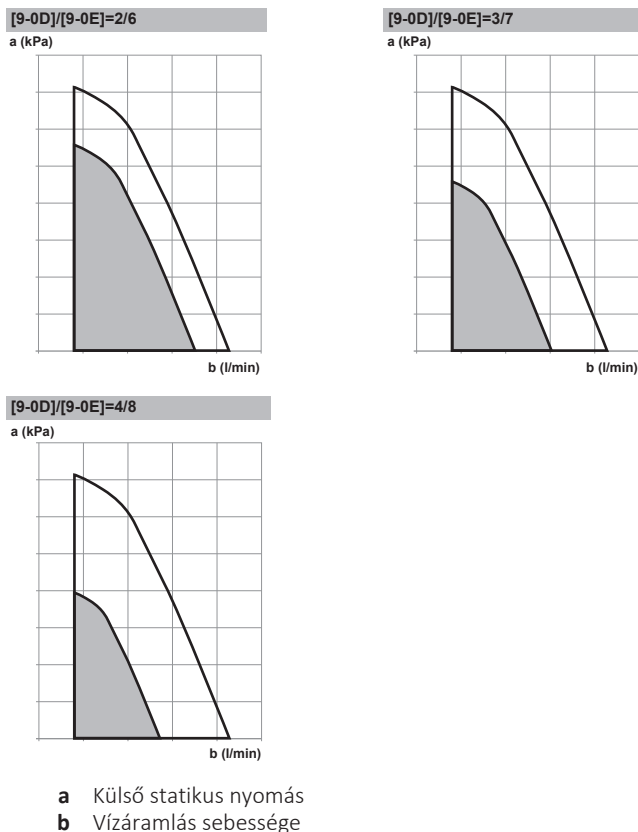 [9-0D]/[9-0E]=2/6
a (kPa)
b (l/min)
[9-0D]/[9-0E]=3/7
a (kPa)
b (l/min)
[9-0D]/[9-0E]=4/8
a (kPa)
b (l/min)
a Külső statikus nyomás
b Vízáramlás sebessége